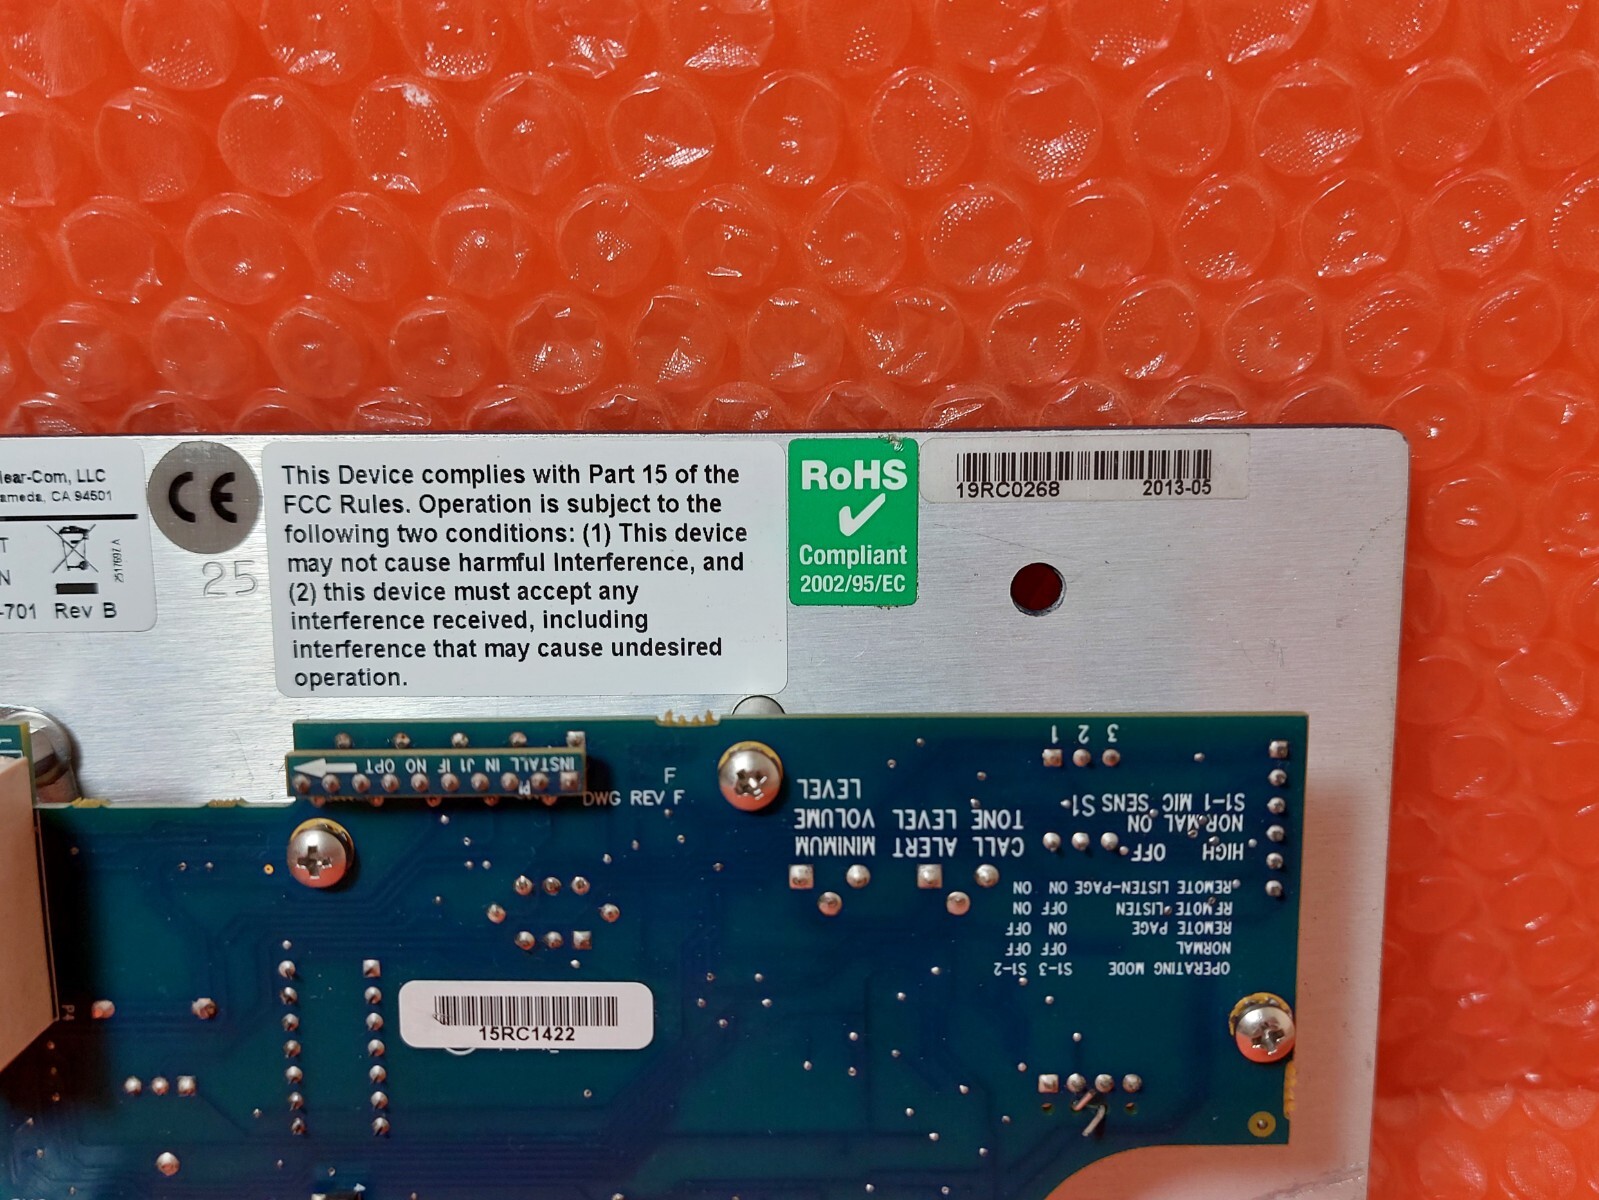 lear-Com, LLC
ameda, CA 94501
T
N
-701 Rev B
2517697 A
CE
25
This Device complies with Part 15 of the
FCC Rules. Operation is subject to the
following two conditions: (1) This device
may not cause harmful Interference, and
(2) this device must accept any
interference received, including
interference that may cause undesired
operation.
RoHS
Compliant
2002/95/EC
19RC0268 2013-05
INSTALL IN J1 IF NO OPT
P1
F
DWG REV F
MINIMUM
VOLUME
LEVEL
CALL ALERT
TONE LEVEL
1 2 3
OPERATING MODE S1-3 S1-2
NORMAL OFF OFF
REMOTE PAGE ON OFF
REMOTE LISTEN OFF ON
REMOTE LISTEN-PAGE ON ON
HIGH OFF
NORMAL ON
S1-1 MIC SENS S1
P4
15RC1422